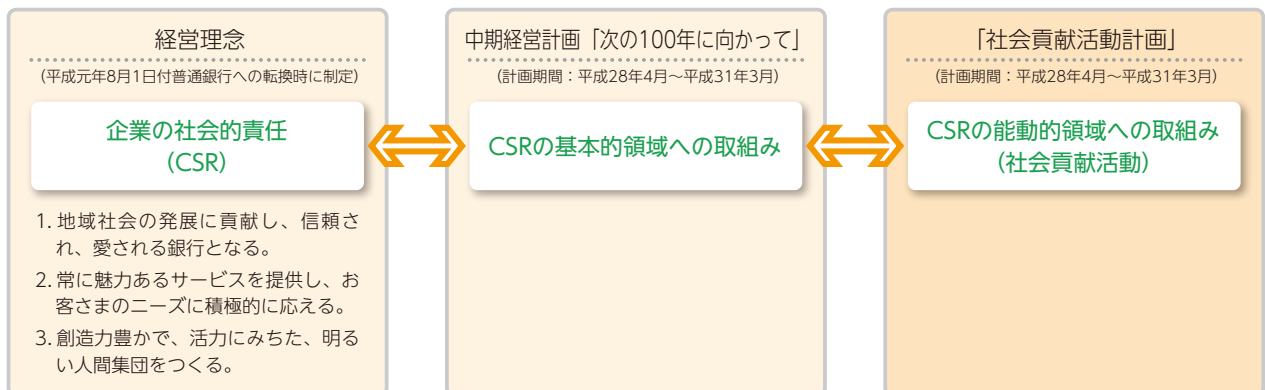 経営理念
(平成元年8月1日付普通銀行への転換時に制定)
企業の社会的責任
(CSR)
1. 地域社会の発展に貢献し、信頼さ
れ、愛される銀行となる。
2. 常に魅力あるサービスを提供し、お
客さまのニーズに積極的に応える。
3. 創造力豊かで、活力にみちた、明る
い人間集団をつくる。
中期経営計画「次の100年に向かって」
(計画期間:平成28年4月~平成31年3月)
CSRの基本的領域への取組み
「社会貢献活動計画」
(計画期間:平成28年4月~平成31年3月)
CSRの能動的領域への取組み
(社会貢献活動)